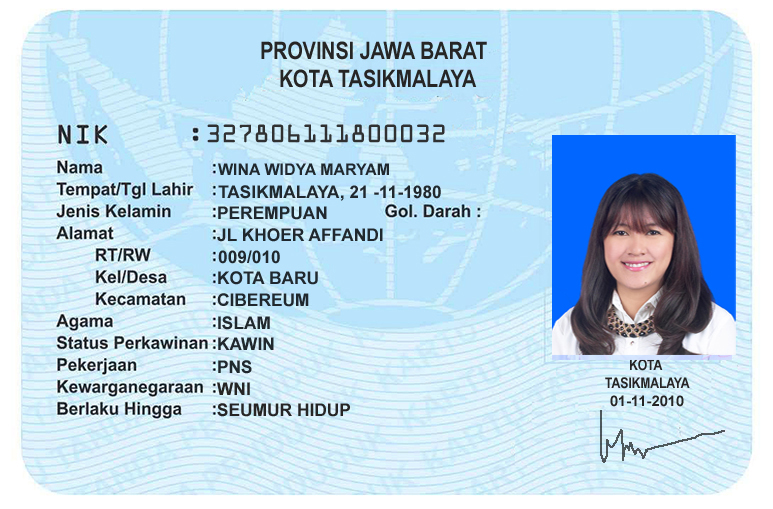 PROVINSI JAWA BARAT
KOTA TASIKMALAYA
NIK :3278061111800032
Nama :WINA WIDYA MARYAM
Tempat/Tgl Lahir :TASIKMALAYA, 21 -11-1980
Jenis Kelamin :PEREMPUAN Gol. Darah :
Alamat :JL KHOER AFFANDI
RT/RW :009/010
Kel/Desa :KOTA BARU
Kecamatan :CIBEREUM
Agama :ISLAM
Status Perkawinan :KAWIN
Pekerjaan :PNS
Kewarganegaraan :WNI
Berlaku Hingga :SEUMUR HIDUP
KOTA
TASIKMALAYA
01-11-2010